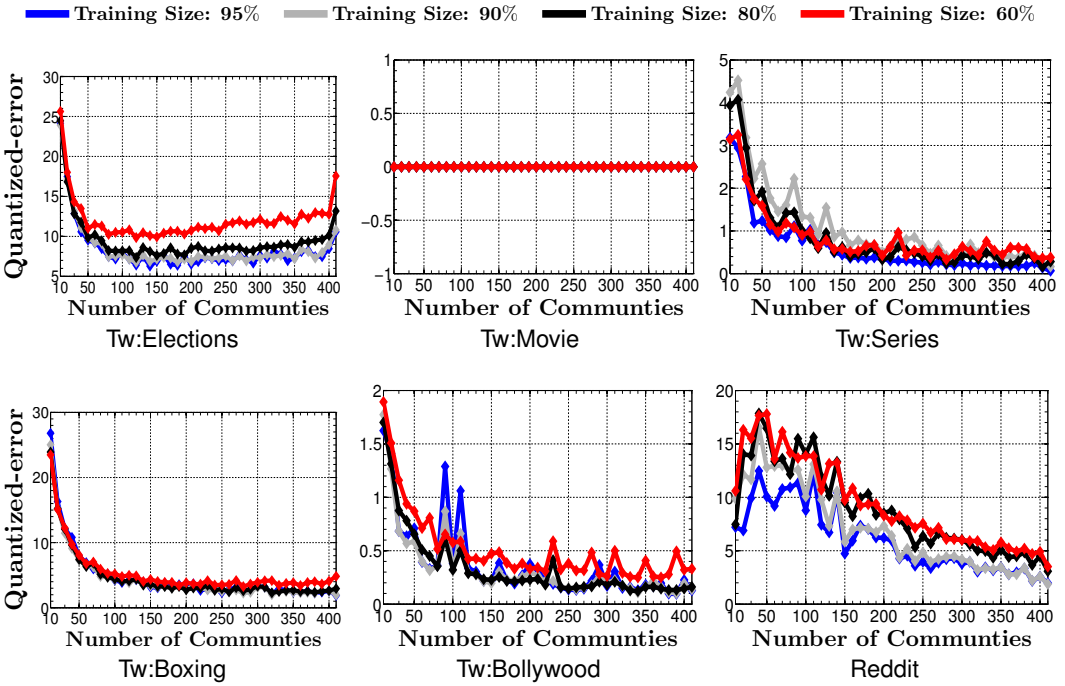 Training Size: 95% Training Size: 90% Training Size: 80% Training Size: 60%
Quantized-error
30
25
20
15
10
5
10 50 100 150 200 250 300 350 400
Number of Communties
Tw:Elections
1
0.5
0
−0.5
−1
10 50 100 150 200 250 300 350 400
Number of Communties
Tw:Movie
5
4
3
2
1
0
10 50 100 150 200 250 300 350 400
Number of Communties
Tw:Series
Quantized-error
30
20
10
0
10 50 100 150 200 250 300 350 400
Number of Communties
Tw:Boxing
2
1.5
1
0.5
0
10 50 100 150 200 250 300 350 400
Number of Communties
Tw:Bollywood
20
15
10
5
0
10 50 100 150 200 250 300 350 400
Number of Communties
Reddit